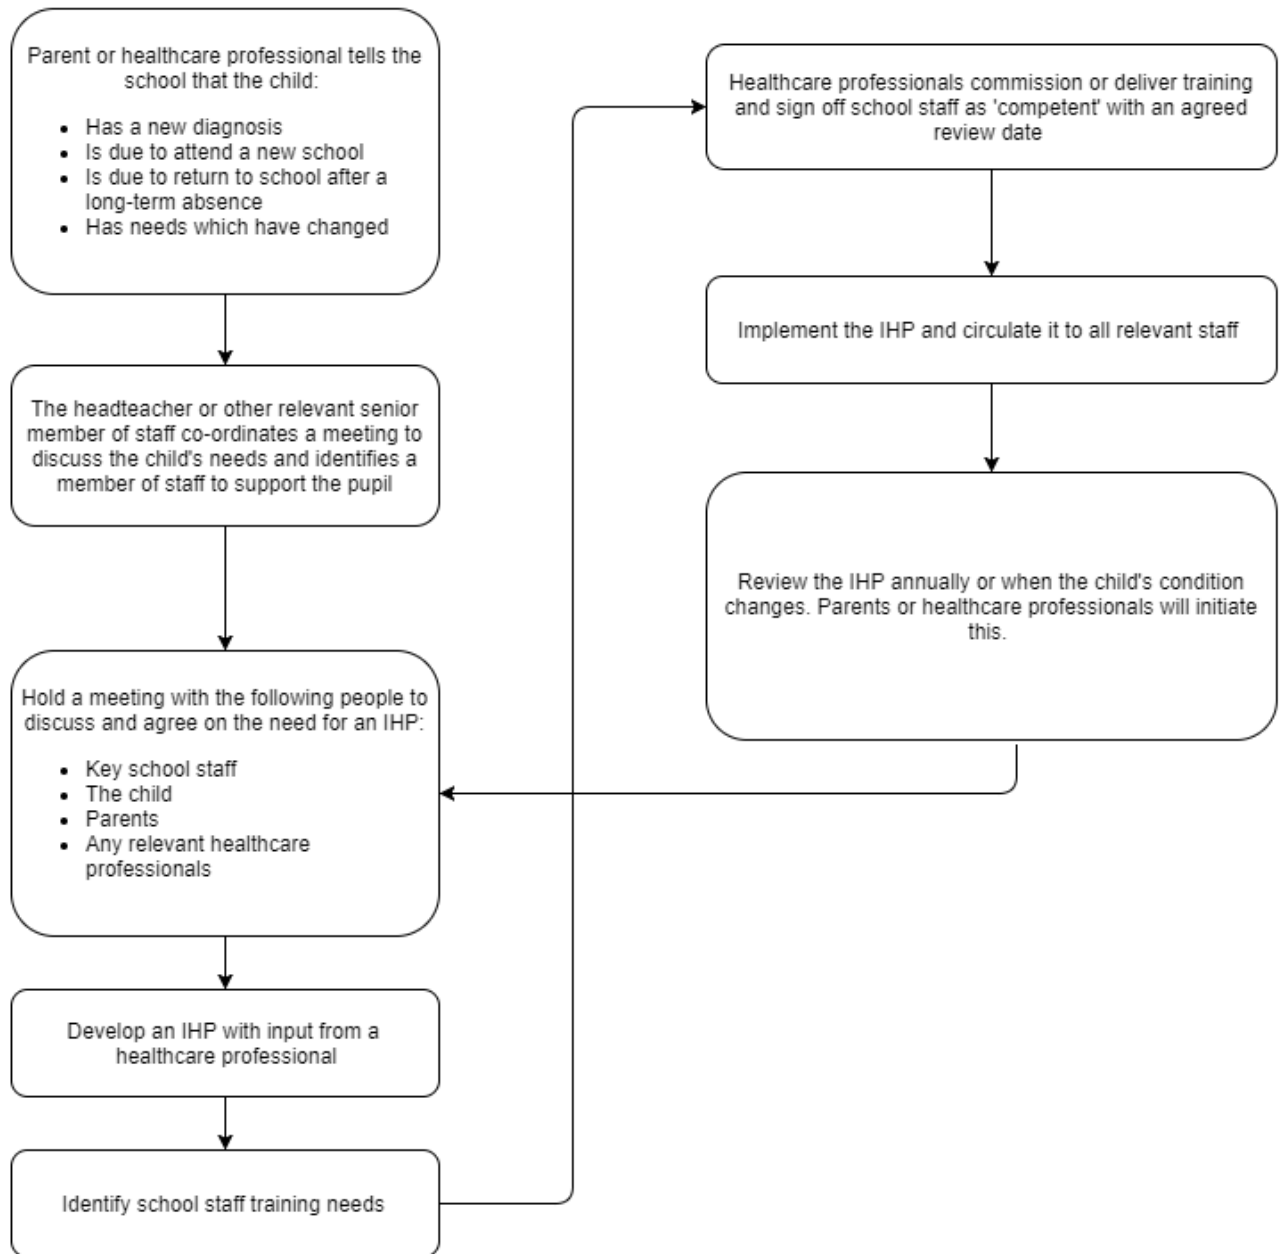 Parent or healthcare professional tells the
school that the child:
• Has a new diagnosis
• Is due to attend a new school
• Is due to return to school after a
long-term absence
• Has needs which have changed
The headteacher or other relevant senior
member of staff co-ordinates a meeting to
discuss the child's needs and identifies a
member of staff to support the pupil
Hold a meeting with the following people to
discuss and agree on the need for an IHP:
• Key school staff
• The child
• Parents
• Any relevant healthcare
professionals
Develop an IHP with input from a
healthcare professional
Identify school staff training needs
Healthcare professionals commission or deliver training
and sign off school staff as 'competent' with an agreed
review date
Implement the IHP and circulate it to all relevant staff
Review the IHP annually or when the child's condition
changes. Parents or healthcare professionals will initiate
this.